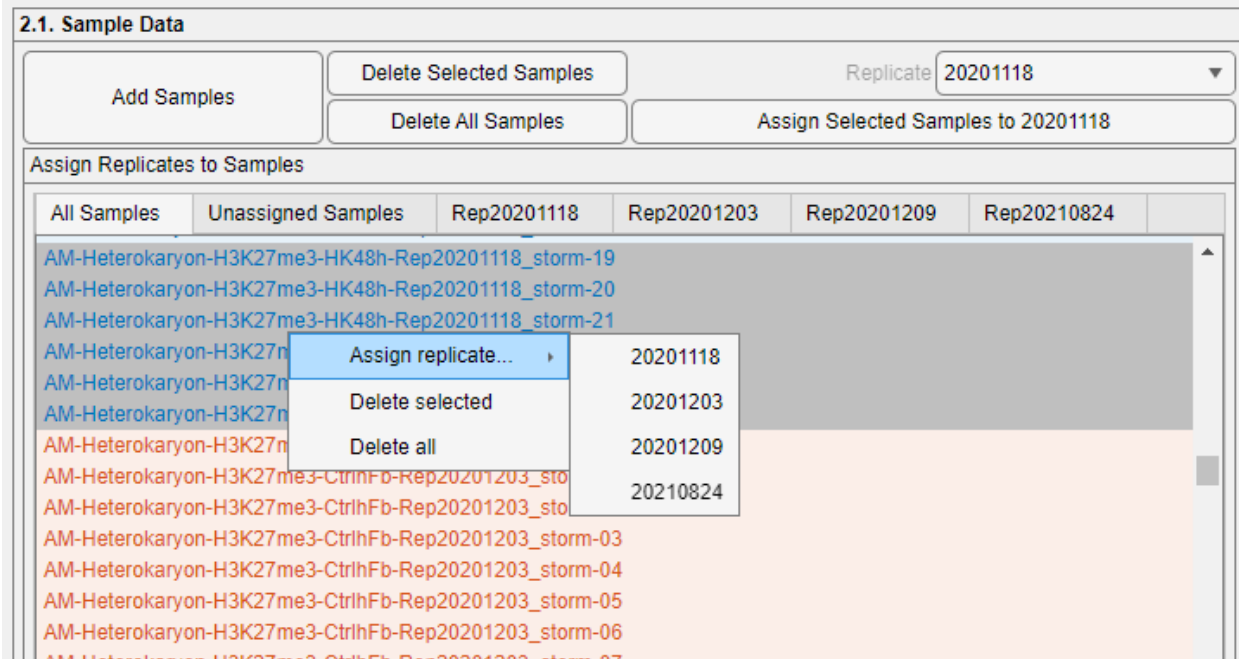 2.1. Sample Data
Add Samples
Delete Selected Samples
Replicate 20201118
Delete All Samples
Assign Selected Samples to 20201118
Assign Replicates to Samples
All Samples Unassigned Samples Rep20201118 Rep20201203 Rep20201209 Rep20210824
AM-Heterokaryon-H3K27me3-HK48h-Rep20201118_storm-19
AM-Heterokaryon-H3K27me3-HK48h-Rep20201118_storm-20
AM-Heterokaryon-H3K27me3-HK48h-Rep20201118_storm-21
AM-Heterokaryon-H3K27m
AM-Heterokaryon-H3K27m
AM-Heterokaryon-H3K27m
AM-Heterokaryon-H3K27m
Assign replicate...
Delete selected
Delete all
20201118
20201203
20201209
20210824
AM-Heterokaryon-H3K27me3-CtrlhFb-Rep20201203_sto
AM-Heterokaryon-H3K27me3-CtrlhFb-Rep20201203_sto
AM-Heterokaryon-H3K27me3-CtrlhFb-Rep20201203_storm-03
AM-Heterokaryon-H3K27me3-CtrlhFb-Rep20201203_storm-04
AM-Heterokaryon-H3K27me3-CtrlhFb-Rep20201203_storm-05
AM-Heterokaryon-H3K27me3-CtrlhFb-Rep20201203_storm-06